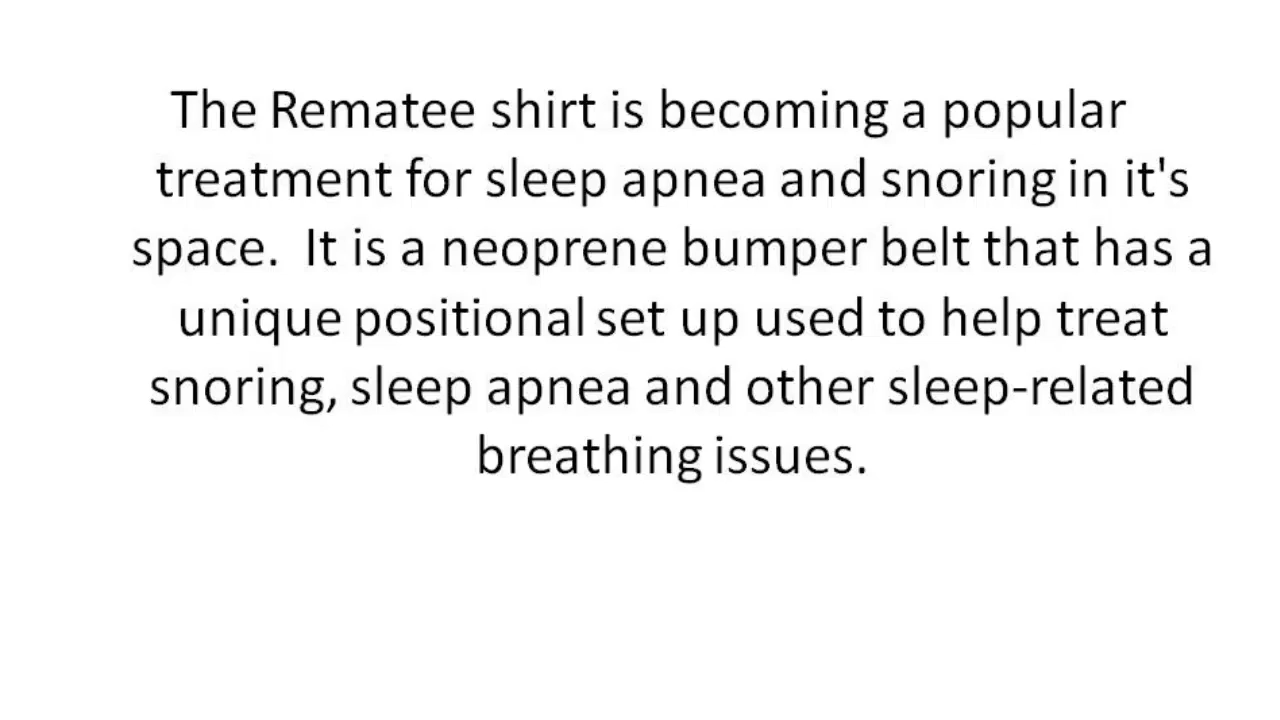 The Rematee shirt is becoming a popular
treatment for sleep apnea and snoring in it's
space.  It is a neoprene bumper belt that has a
unique positional set up used to help treat
snoring, sleep apnea and other sleep-related
breathing issues.